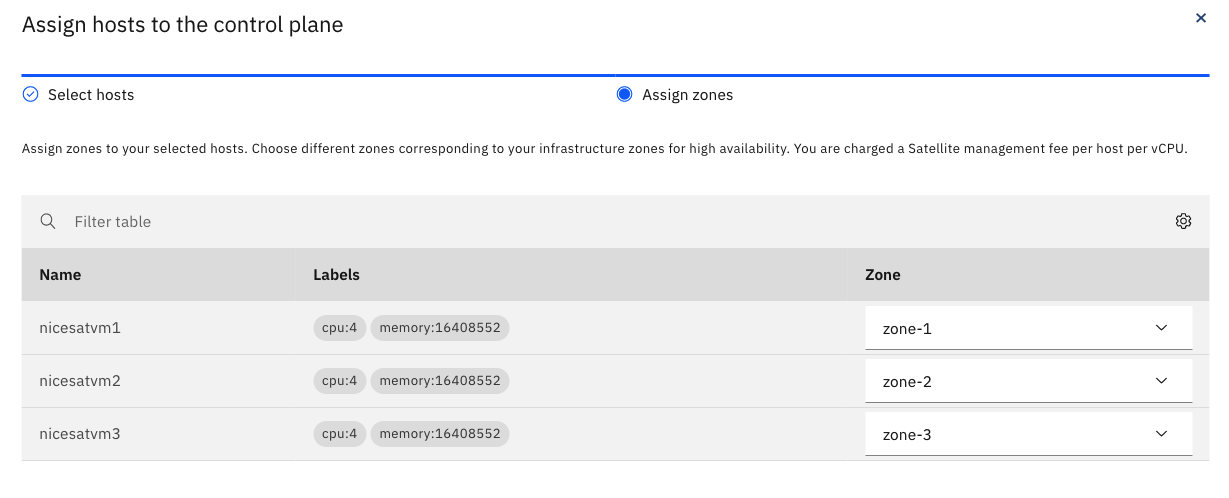 Assign hosts to the control plane
Select hosts
Assign zones
Assign zones to your selected hosts. Choose different zones corresponding to your infrastructure zones for high availability. You are charged a Satellite management fee per host per vCPU.
Filter table
Name Labels Zone
nicesatvm1 cpu:4 memory:16408552 zone-1
nicesatvm2 cpu:4 memory:16408552 zone-2
nicesatvm3 cpu:4 memory:16408552 zone-3